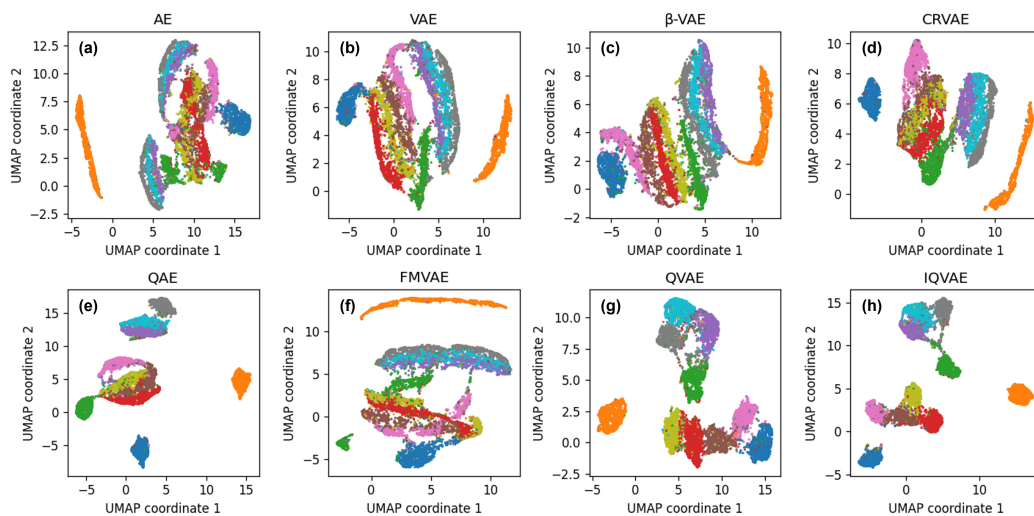 AE
VAE
β-VAE
CRVAE
(a)
(b)
(c)
(d)
UMAP coordinate 2
12.5
10.0
7.5
5.0
2.5
0.0
−2.5
−5
0
5
10
15
UMAP coordinate 1
UMAP coordinate 2
10
8
6
4
2
0
−5
0
5
10
UMAP coordinate 1
UMAP coordinate 2
10
8
6
4
2
0
−2
−5
0
5
10
15
UMAP coordinate 1
UMAP coordinate 2
10
8
6
4
2
0
0
10
UMAP coordinate 1
QAE
FMVAE
QVAE
IQVAE
(e)
(f)
(g)
(h)
UMAP coordinate 2
15
10
5
0
−5
−5
0
5
10
15
UMAP coordinate 1
UMAP coordinate 2
10
5
0
−5
0
5
10
UMAP coordinate 1
UMAP coordinate 2
10.0
7.5
5.0
2.5
0.0
−2.5
0
5
10
15
UMAP coordinate 1
UMAP coordinate 2
15
10
5
0
−5
0
10
UMAP coordinate 1